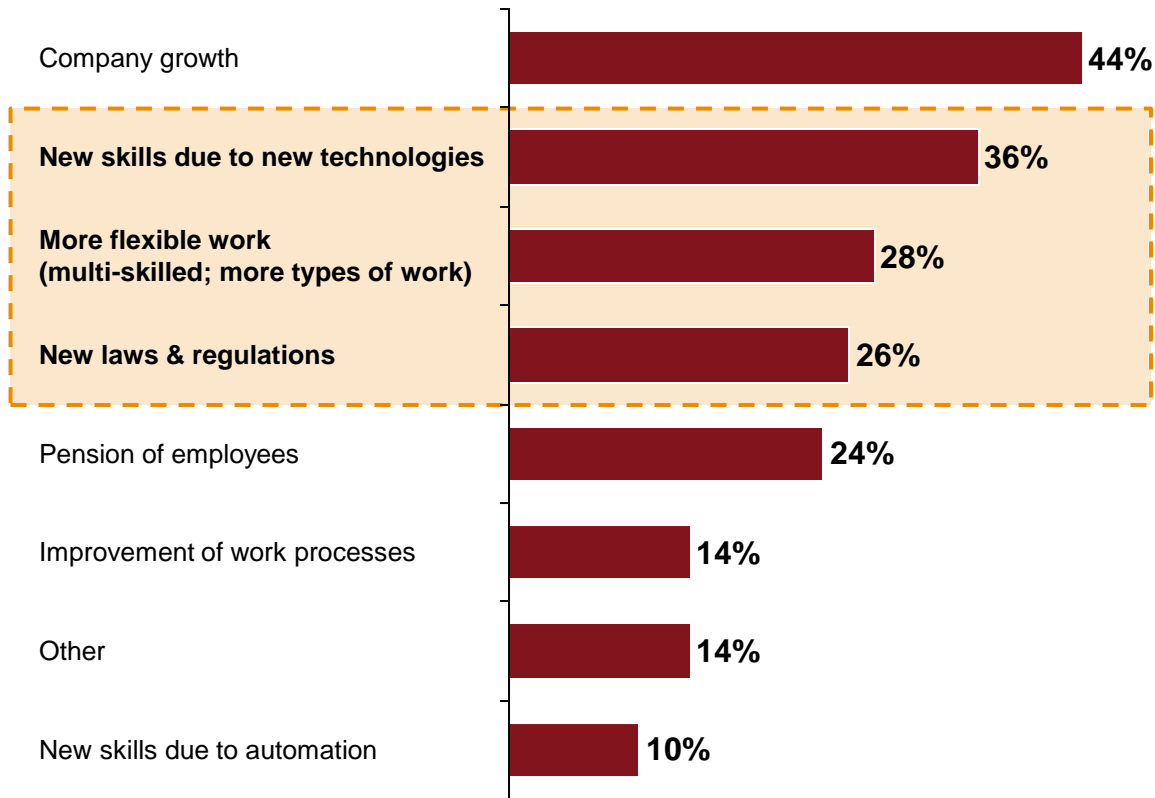 Company growth 44%
New skills due to new technologies 36%
More flexible work
(multi-skilled; more types of work) 28%
New laws & regulations 26%
Pension of employees 24%
Improvement of work processes 14%
Other 14%
New skills due to automation 10%